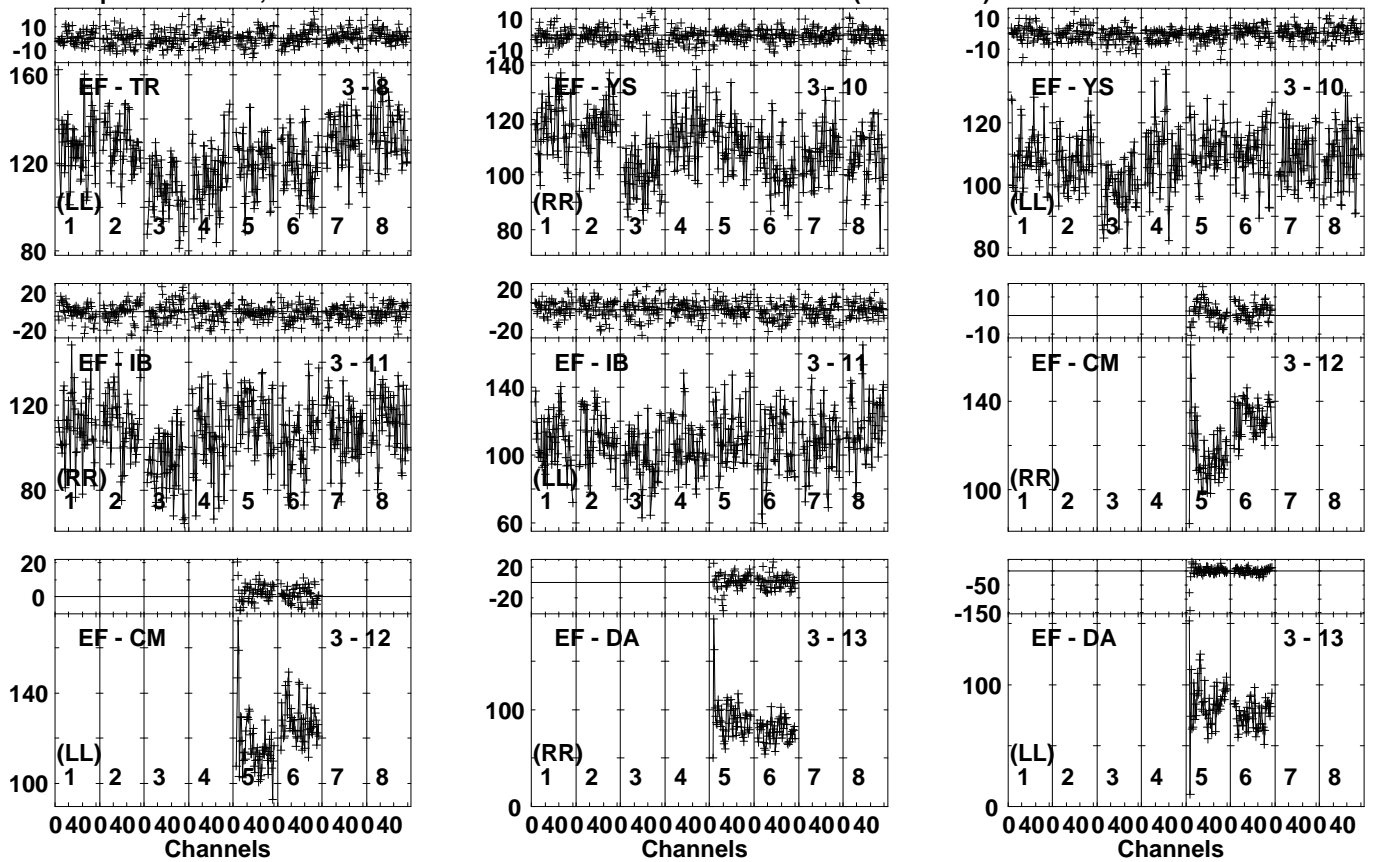 10 10 10
-10 -10 -10
160 EF - TR 3 - 8 140 EF - YS 3 - 10 EF - YS 3 - 10
120 120
120 100 100
(LL) (RR) 80 (LL)
1 2 3 4 5 6 7 8 1 2 3 4 5 6 7 8 1 2 3 4 5 6 7 8
80 60 80
20 20 10
-20 -20 -10
EF - IB 3 - 11 EF - IB 3 - 11 EF - CM 3 - 12
120 140 140
100
80 (RR) (LL) 100 (RR)
1 2 3 4 5 6 7 8 1 2 3 4 5 6 7 8 1 2 3 4 5 6 7 8
60
20 20 -50
0 -20 -150
EF - CM 3 - 12 EF - DA 3 - 13 EF - DA 3 - 13
140 100 100
(LL) (RR) (LL)
100 1 2 3 4 5 6 7 8 1 2 3 4 5 6 7 8 1 2 3 4 5 6 7 8
0 0
0 40 0 40 0 40 0 40 0 40 0 40 0 40 0 40 0 40 0 40 0 40 0 40 0 40 0 40 0 40 0 40 0 40 0 40 0 40 0 40 0 40 0 40 0 40 0 40
Channels Channels Channels